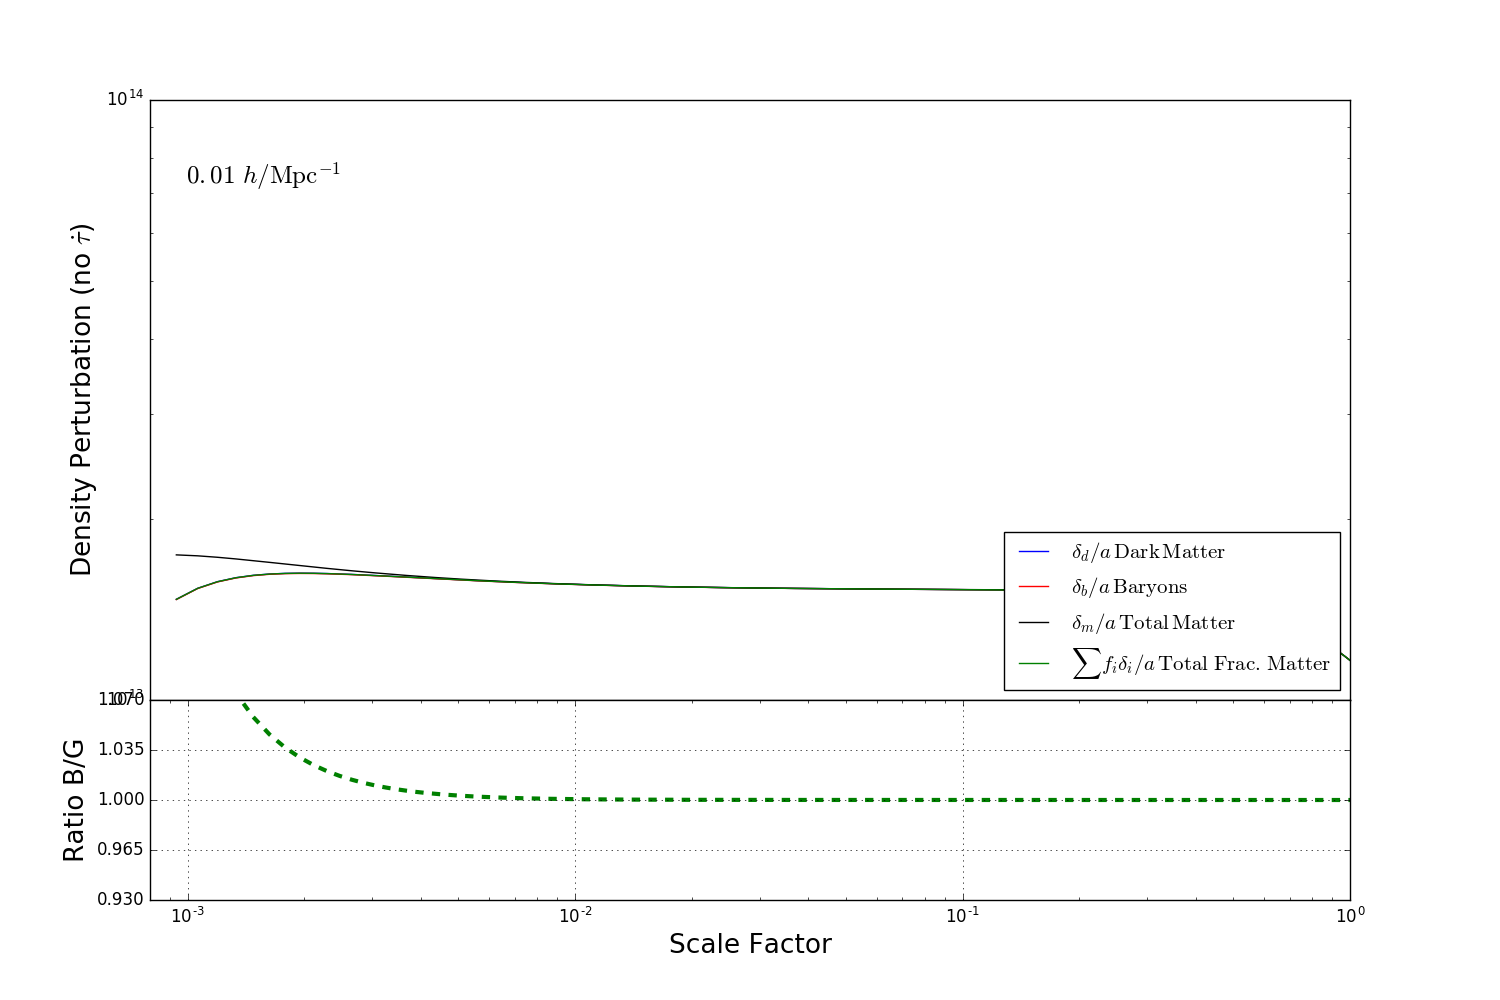 10^14
0.01 h/Mpc^−1
Density Perturbation (no τ̇)
δ_d/a Dark Matter
δ_b/a Baryons
δ_m/a Total Matter
∑ f_i δ_i/a Total Frac. Matter
1.070
1.035
1.000
0.965
0.930
Ratio B/G
10^-3 10^-2 10^-1 10^0
Scale Factor